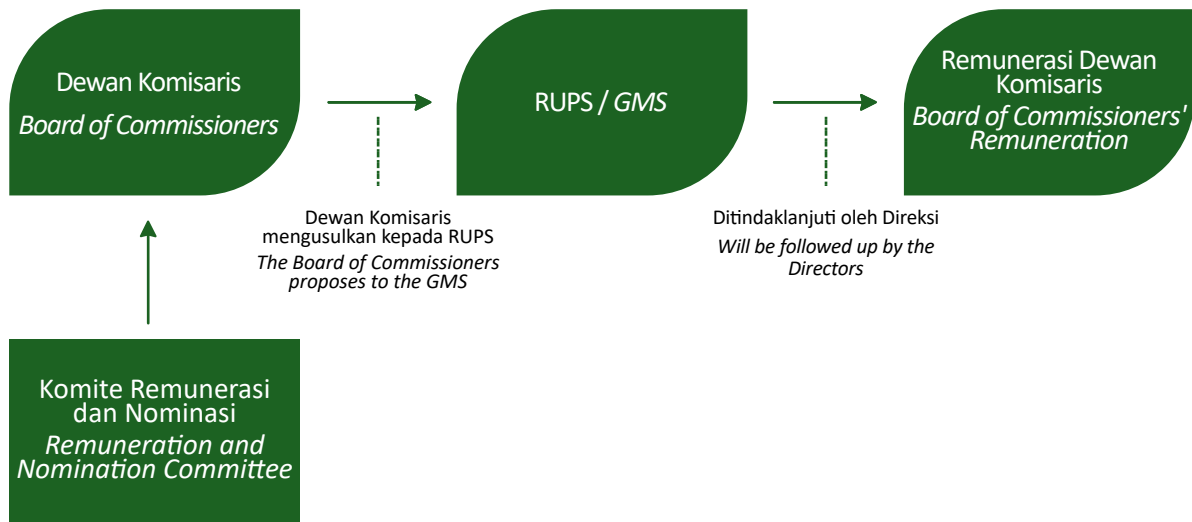 Dewan Komisaris
Board of Commissioners
RUPS / GMS
Remunerasi Dewan
Komisaris
Board of Commissioners'
Remuneration
Dewan Komisaris
mengusulkan kepada RUPS
The Board of Commissioners
proposes to the GMS
Ditindaklanjuti oleh Direksi
Will be followed up by the
Directors
Komite Remunerasi
dan Nominasi
Remuneration and
Nomination Committee